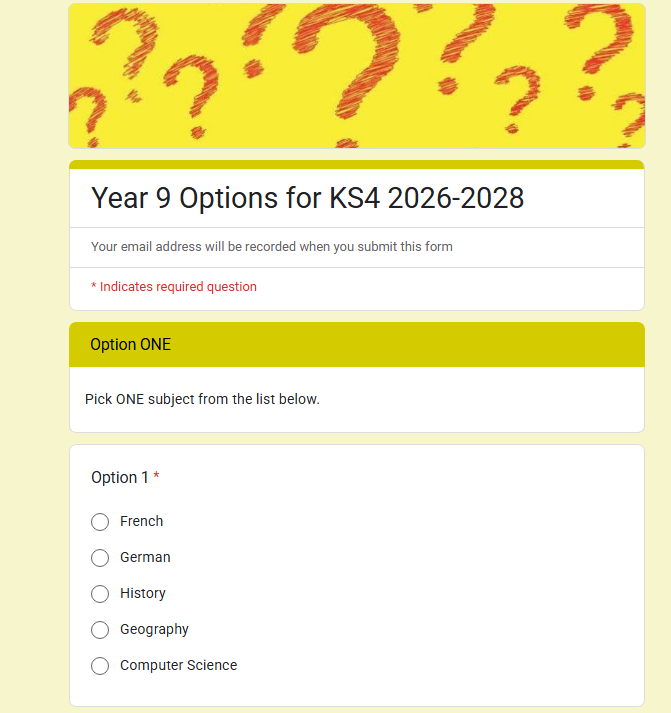 Year 9 Options for KS4 2026-2028
Your email address will be recorded when you submit this form
* Indicates required question
Option ONE
Pick ONE subject from the list below.
Option 1 *
French
German
History
Geography
Computer Science